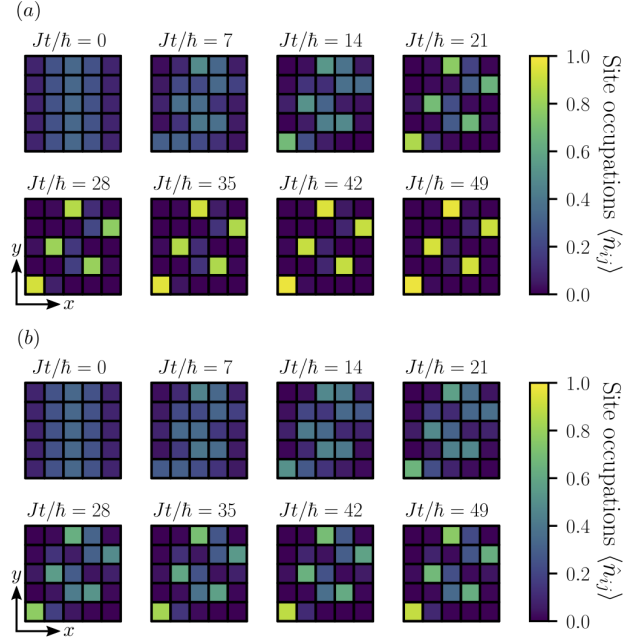 (a)
Jt/ħ = 0
Jt/ħ = 7
Jt/ħ = 14
Jt/ħ = 21
Jt/ħ = 28
Jt/ħ = 35
Jt/ħ = 42
Jt/ħ = 49
y
x
1.0
0.8
0.6
0.4
0.2
0.0
Site occupations ⟨n̂ij⟩
(b)
Jt/ħ = 0
Jt/ħ = 7
Jt/ħ = 14
Jt/ħ = 21
Jt/ħ = 28
Jt/ħ = 35
Jt/ħ = 42
Jt/ħ = 49
y
x
1.0
0.8
0.6
0.4
0.2
0.0
Site occupations ⟨n̂ij⟩